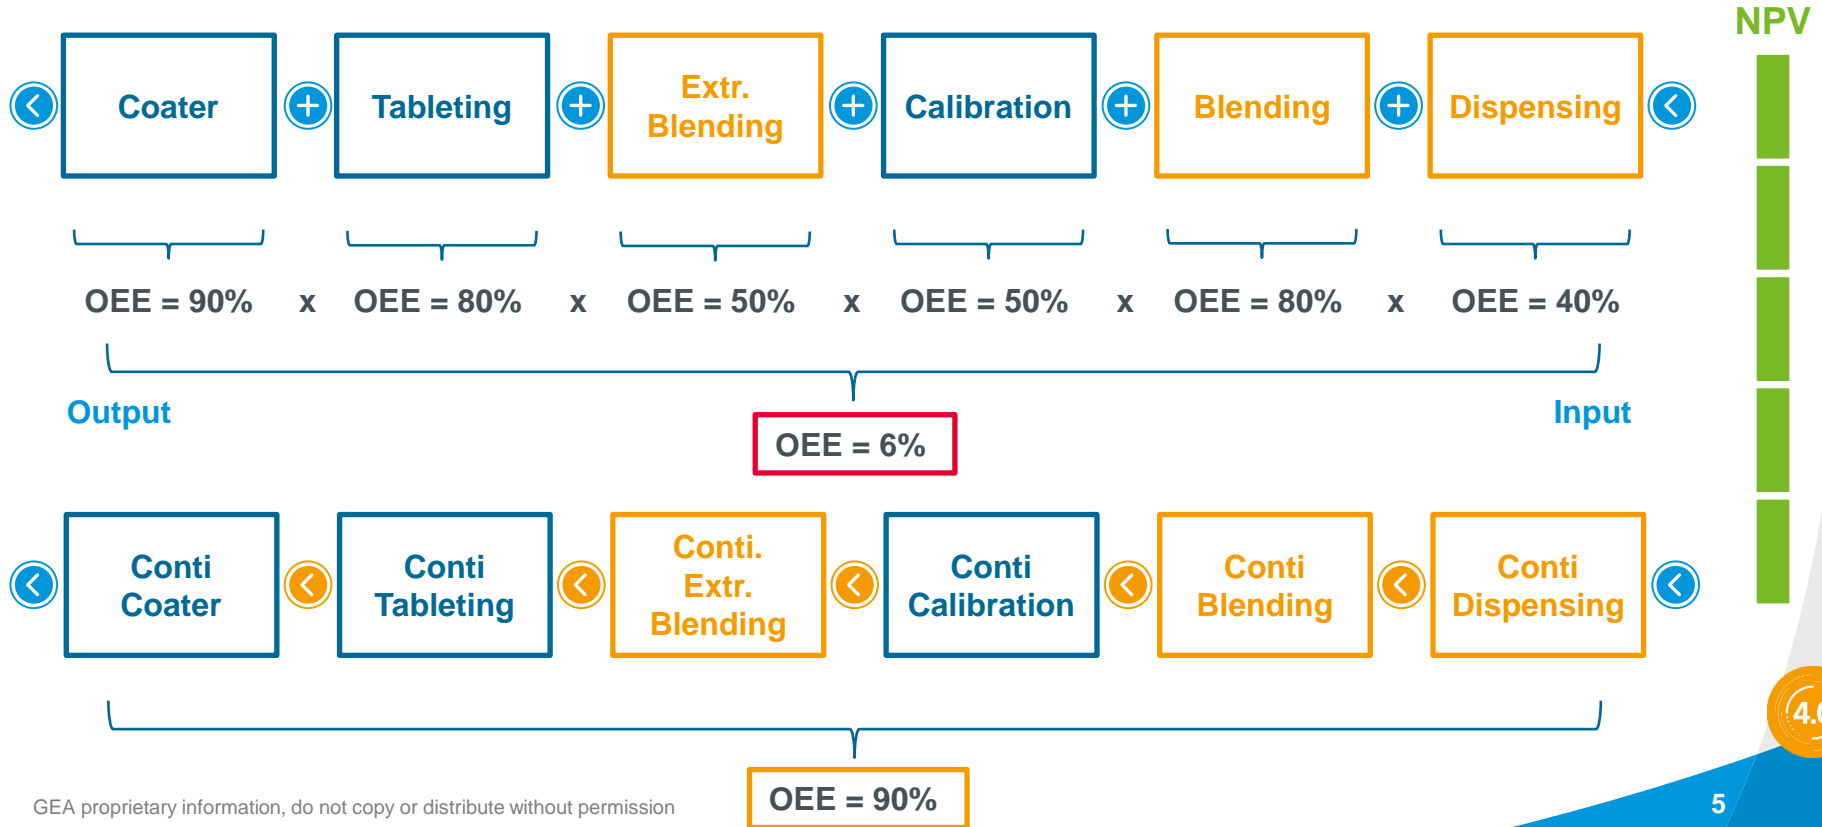 NPV
Coater
Tableting
Extr.
Blending
Calibration
Blending
Dispensing
OEE = 90% x OEE = 80% x OEE = 50% x OEE = 50% x OEE = 80% x OEE = 40%
Output
Input
OEE = 6%
Conti
Coater
Conti
Tableting
Conti.
Extr.
Blending
Conti
Calibration
Conti
Blending
Conti
Dispensing
OEE = 90%
GEA proprietary information, do not copy or distribute without permission
5